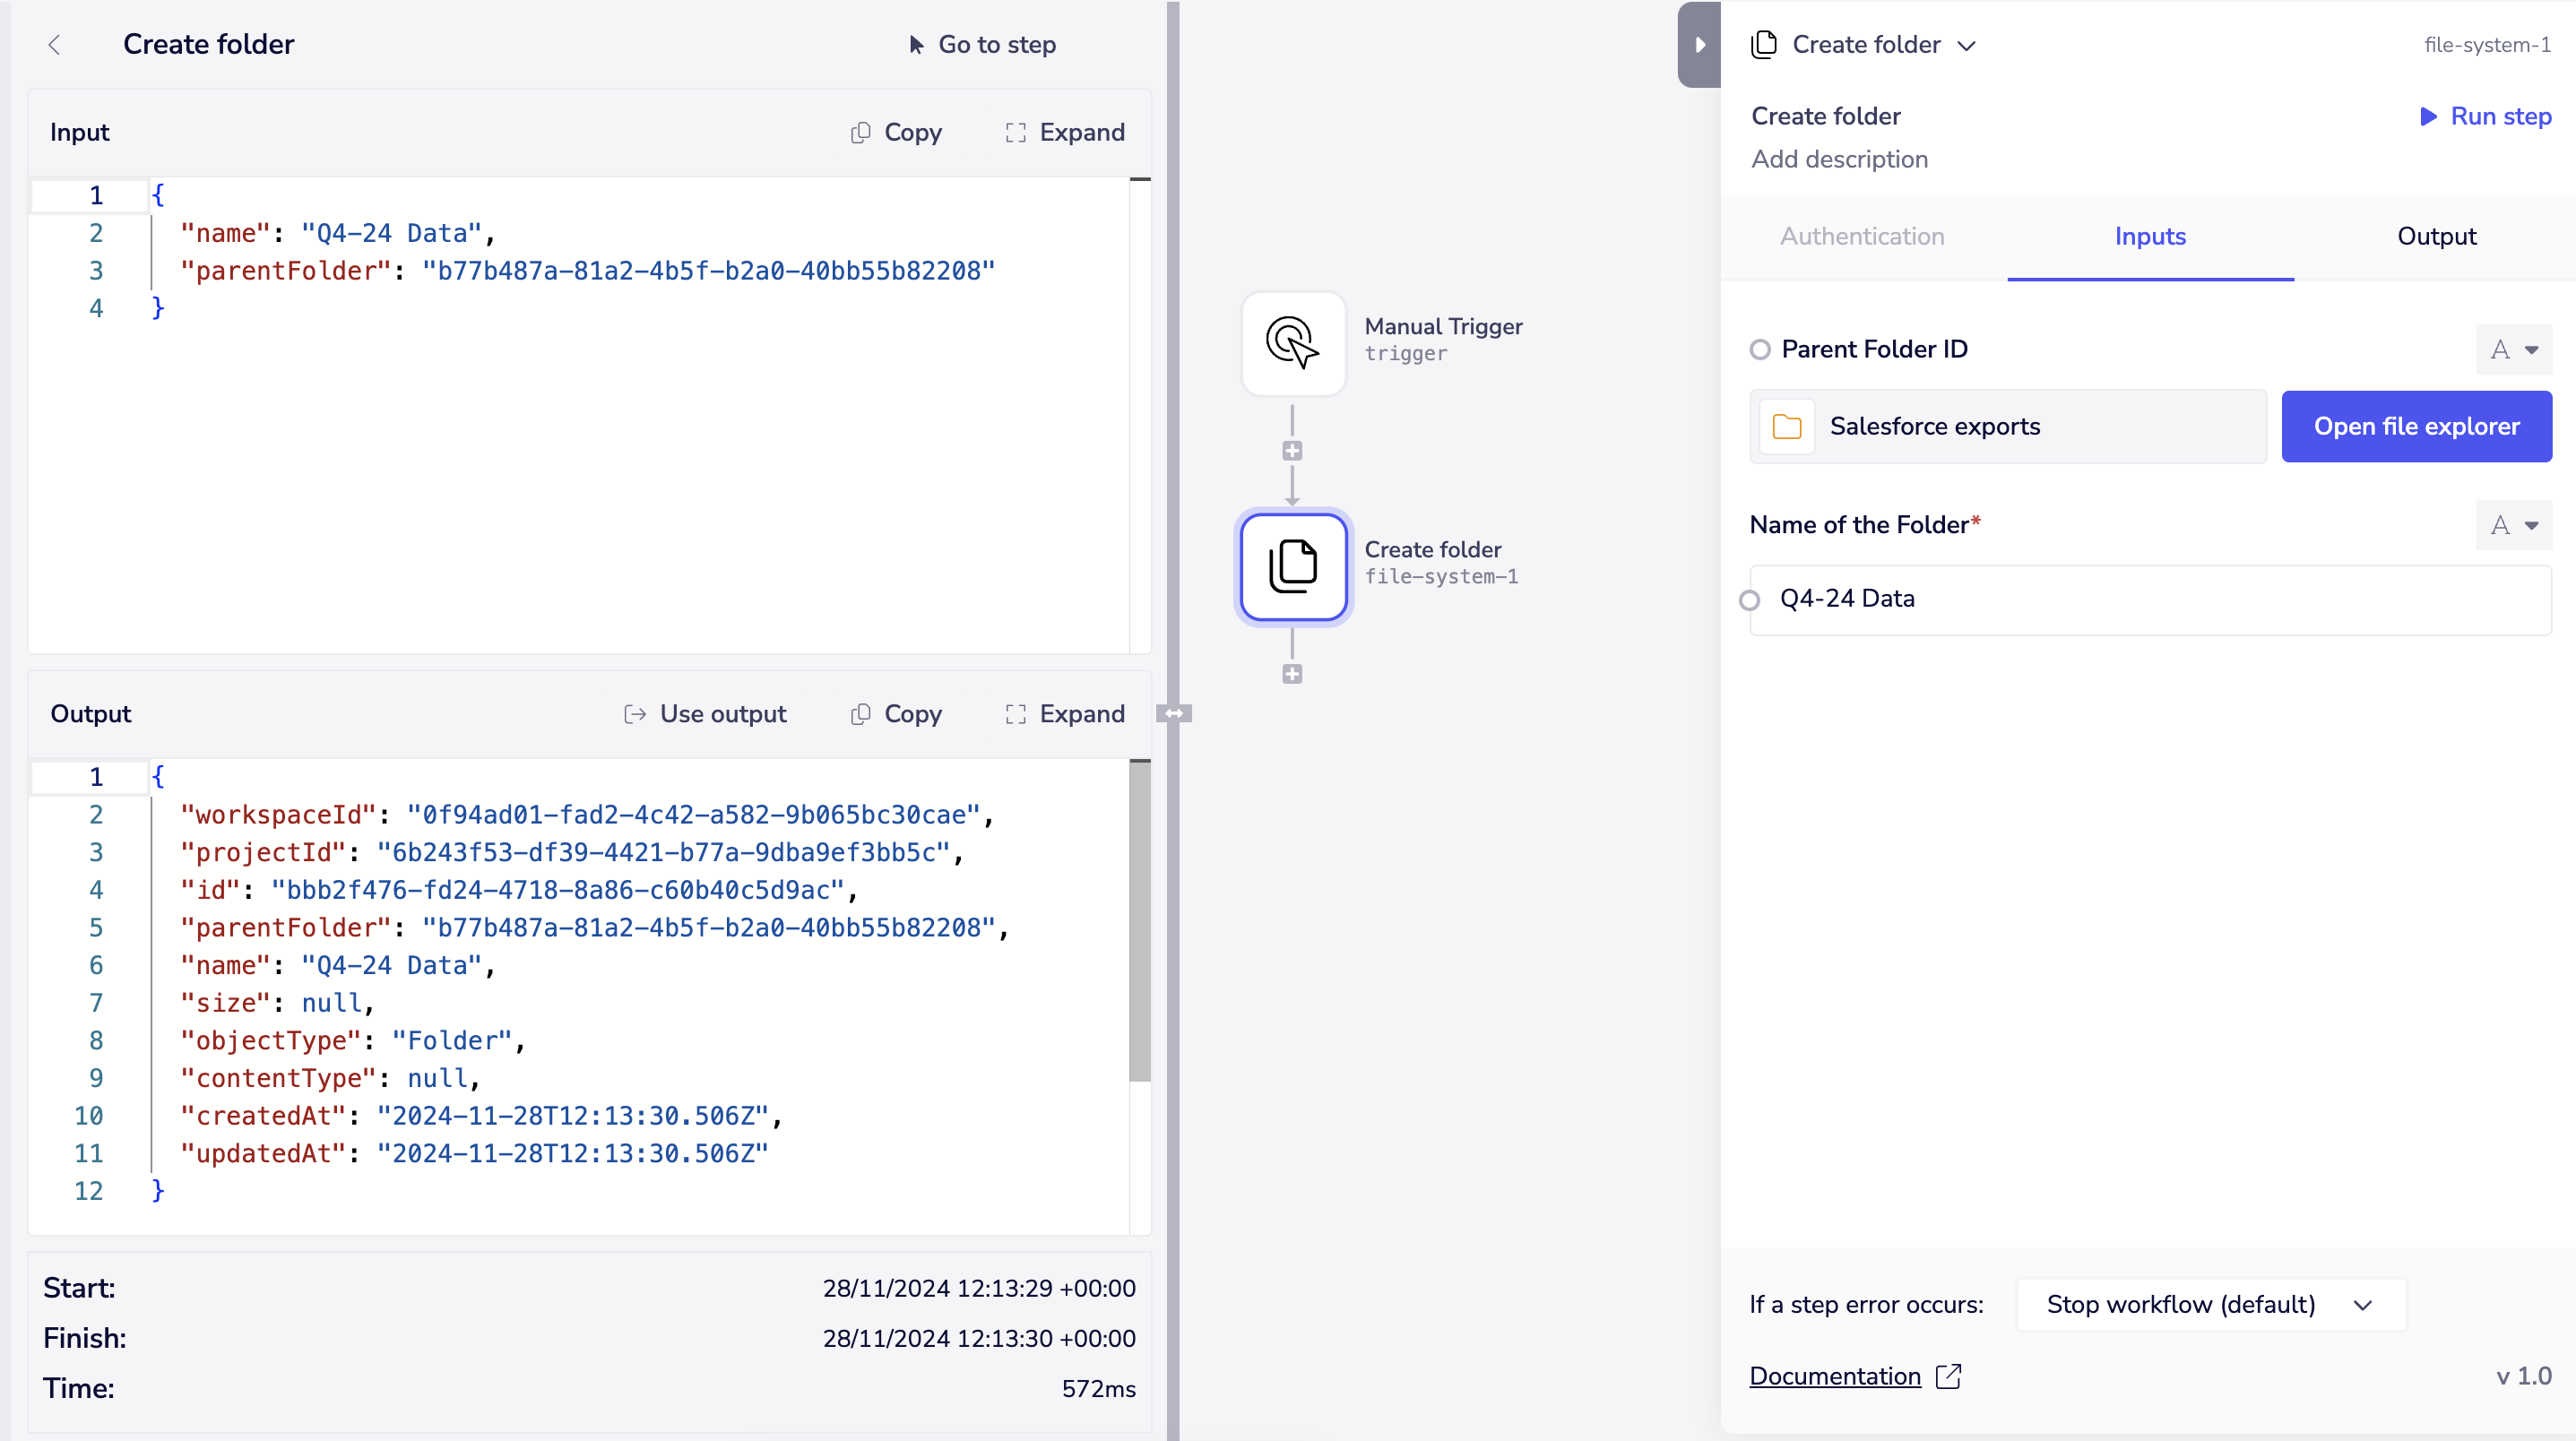 Create folder
Go to step
Input
Copy
Expand
1 {
2 "name": "Q4-24 Data",
3 "parentFolder": "b77b487a-81a2-4b5f-b2a0-40bb55b82208"
4 }
Output
Use output
Copy
Expand
1 {
2 "workspaceId": "0f94ad01-fad2-4c42-a582-9b065bc30cae",
3 "projectId": "6b243f53-df39-4421-b77a-9dba9ef3bb5c",
4 "id": "bbb2f476-fd24-4718-8a86-c60b40c5d9ac",
5 "parentFolder": "b77b487a-81a2-4b5f-b2a0-40bb55b82208",
6 "name": "Q4-24 Data",
7 "size": null,
8 "objectType": "Folder",
9 "contentType": null,
10 "createdAt": "2024-11-28T12:13:30.506Z",
11 "updatedAt": "2024-11-28T12:13:30.506Z"
12 }
Start: 28/11/2024 12:13:29 +00:00
Finish: 28/11/2024 12:13:30 +00:00
Time: 572ms
Manual Trigger
trigger
Create folder
file-system-1
Create folder
file-system-1
Create folder
Run step
Add description
Authentication
Inputs
Output
Parent Folder ID
A
Salesforce exports
Open file explorer
Name of the Folder*
A
Q4-24 Data
If a step error occurs: Stop workflow (default)
Documentation
v 1.0